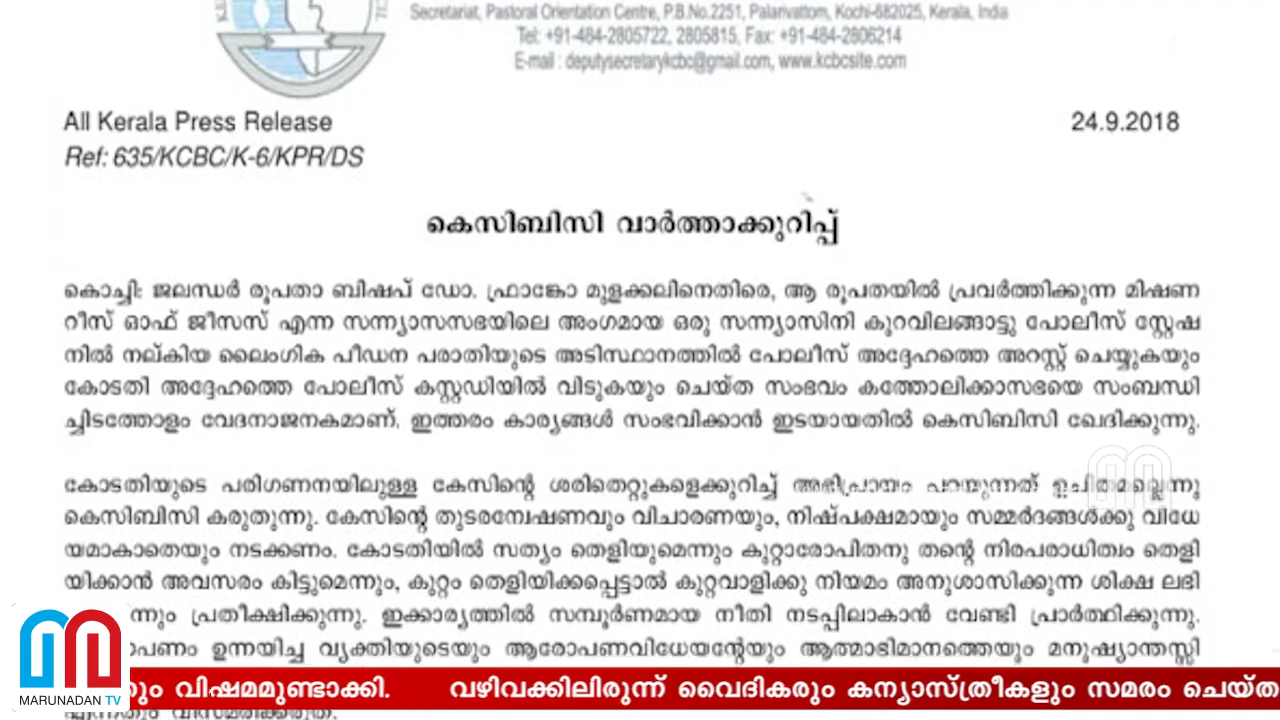 Secretariat, Pastoral Orientation Centre, P.B.No.2251, Palarivattom, Kochi-682025, Kerala, India
Tel: +91-484-2805722, 2805815, Fax: +91-484-2806214
E-mail : deputysecretarykcbc@gmail.com, www.kcbcsite.com
All Kerala Press Release 24.9.2018
Ref: 635/KCBC/K-6/KPR/DS
കെസിബിസി വാർത്താക്കുറിപ്പ്
കൊച്ചി: ജലന്ധർ രൂപതാ ബിഷപ് ഡോ. ഫ്രാങ്കോ മുളക്കലിനെതിരെ, ആ രൂപതയിൽ പ്രവർത്തിക്കുന്ന മിഷണ
റീസ് ഓഫ് ജീസസ് എന്ന സന്ന്യാസസഭയിലെ അംഗമായ ഒരു സന്ന്യാസിനി കുറവിലങ്ങാട്ടു പോലീസ് സ്റ്റേഷ
നിൽ നല്കിയ ലൈംഗിക പീഡന പരാതിയുടെ അടിസ്ഥാനത്തിൽ പോലീസ് അദ്ദേഹത്തെ അറസ്റ്റ് ചെയ്യുകയും
കോടതി അദ്ദേഹത്തെ പോലീസ് കസ്റ്റഡിയിൽ വിടുകയും ചെയ്ത സംഭവം കത്തോലിക്കാസഭയെ സംബന്ധി
ച്ചിടത്തോളം വേദനാജനകമാണ്. ഇത്തരം കാര്യങ്ങൾ സംഭവിക്കാൻ ഇടയായതിൽ കെസിബിസി ഖേദിക്കുന്നു.
കോടതിയുടെ പരിഗണനയിലുള്ള കേസിന്റെ ശരിതെറ്റുകളെക്കുറിച്ച് അഭിപ്രായം പറയുന്നത് ഉചിതമല്ലെന്നു
കെസിബിസി കരുതുന്നു. കേസിന്റെ തുടരന്വേഷണവും വിചാരണയും, നിഷ്പക്ഷമായും സമ്മർദങ്ങൾക്കു വിധേ
യമാകാതെയും നടക്കണം. കോടതിയിൽ സത്യം തെളിയുമെന്നും കുറ്റാരോപിതനു തന്റെ നിരപരാധിത്വം തെളി
യിക്കാൻ അവസരം കിട്ടുമെന്നും, കുറ്റം തെളിയിക്കപ്പെട്ടാൽ കുറ്റവാളിക്കു നിയമം അനുശാസിക്കുന്ന ശിക്ഷ ലഭി
ന്നും പ്രതീക്ഷിക്കുന്നു. ഇക്കാര്യത്തിൽ സമ്പൂർണമായ നീതി നടപ്പിലാകാൻ വേണ്ടി പ്രാർത്ഥിക്കുന്നു.
ഉന്നയിച്ച വ്യക്തിയുടെയും ആരോപണവിധേയന്റേയും ആത്മാഭിമാനത്തെയും മനുഷ്യാന്തസ്സി
വിഷമമുണ്ടാക്കി. വഴിവക്കിലിരുന്ന് വൈദികരും കന്യാസ്ത്രീകളും സമരം ചെയ്ത
MARUNADAN TV